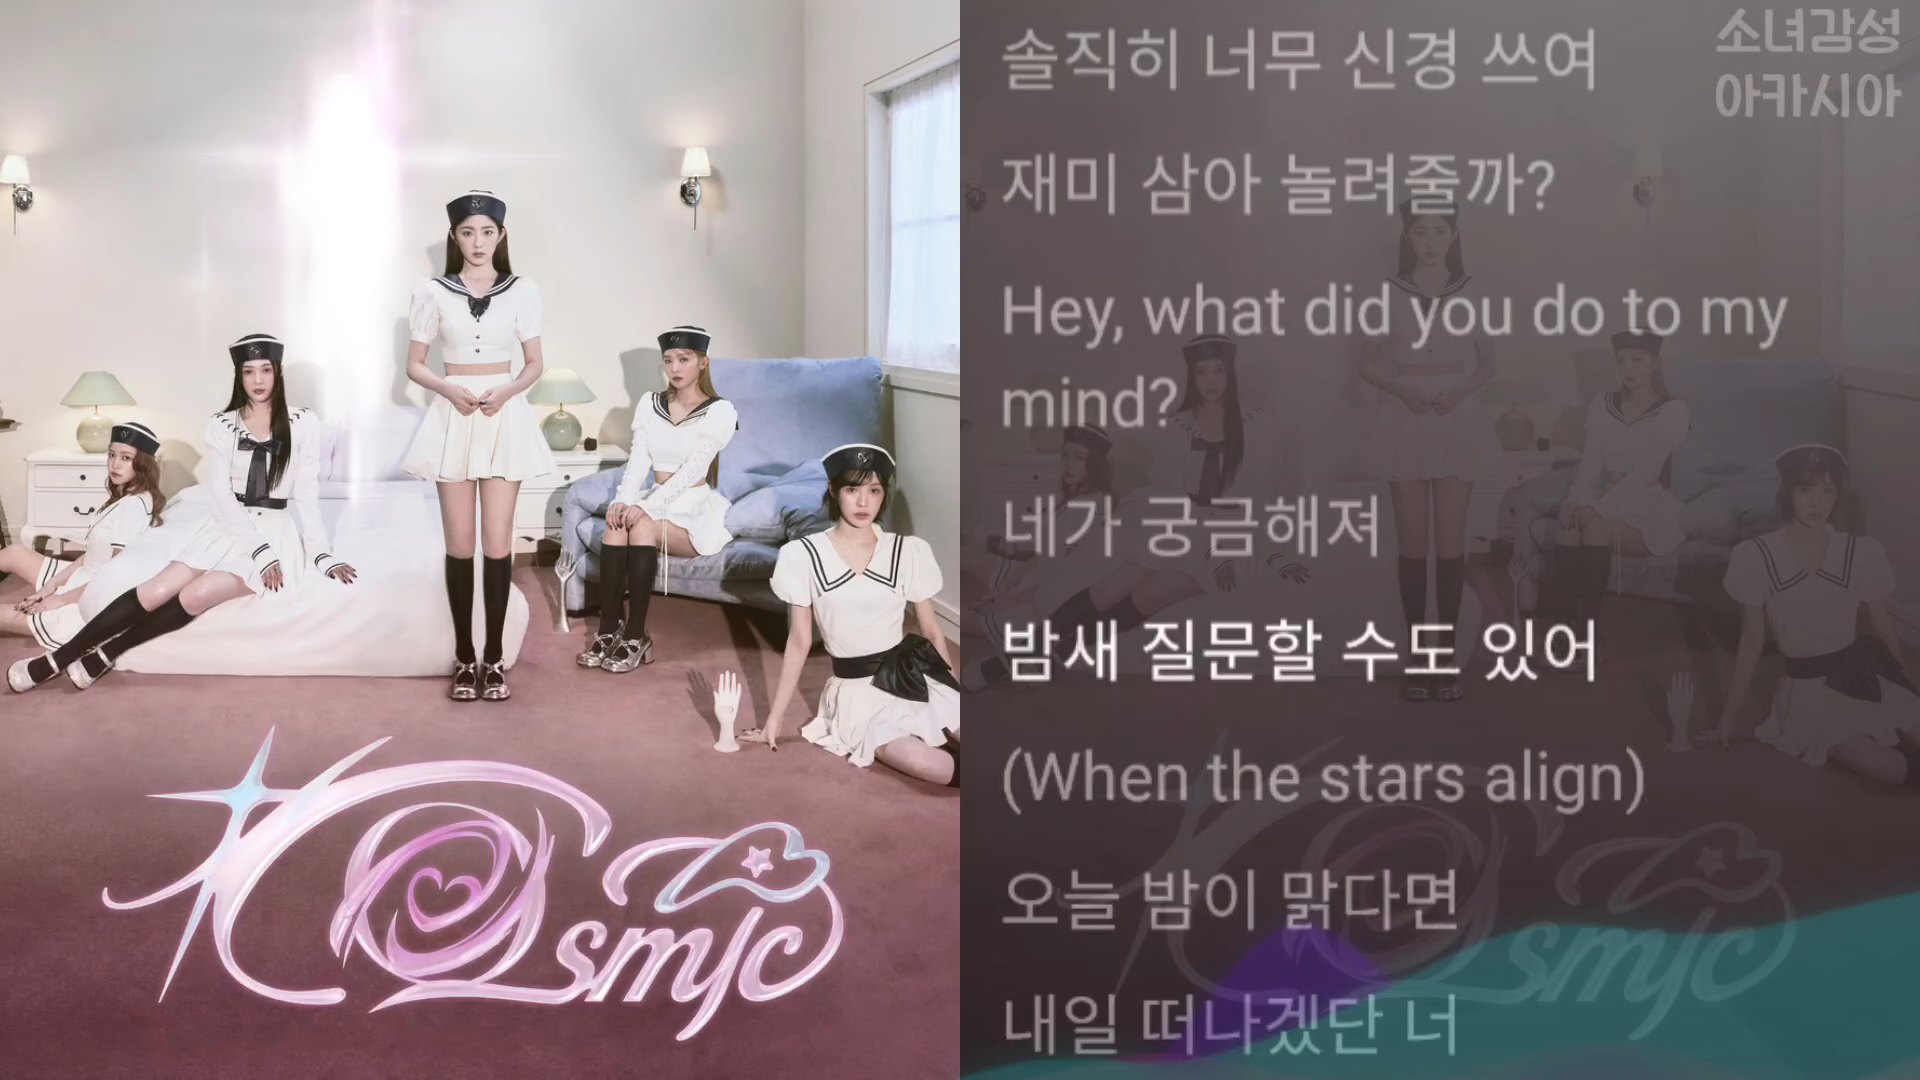 Cosmic
소녀감성
아카시아
솔직히 너무 신경 쓰여
재미 삼아 놀려줄까?
Hey, what did you do to my
mind?
네가 궁금해져
밤새 질문할 수도 있어
(When the stars align)
오늘 밤이 맑다면
내일 떠나겠단 너